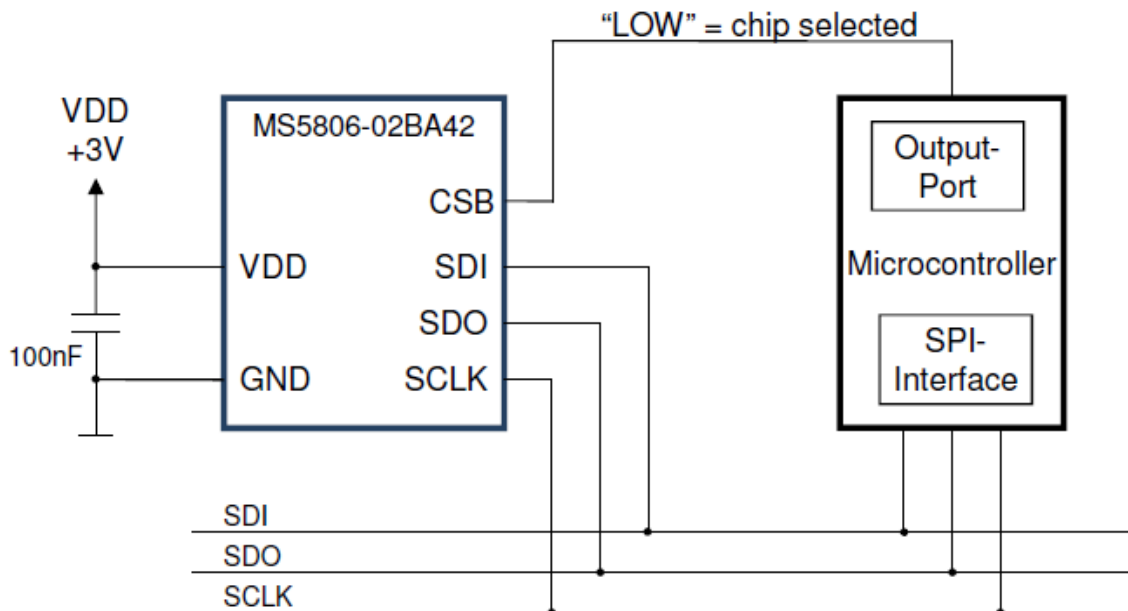 “LOW” = chip selected
VDD
+3V
MS5806-02BA42
Output-
Port
CSB
VDD
SDI
Microcontroller
SDO
100nF
GND
SCLK
SPI-
Interface
SDI
SDO
SCLK